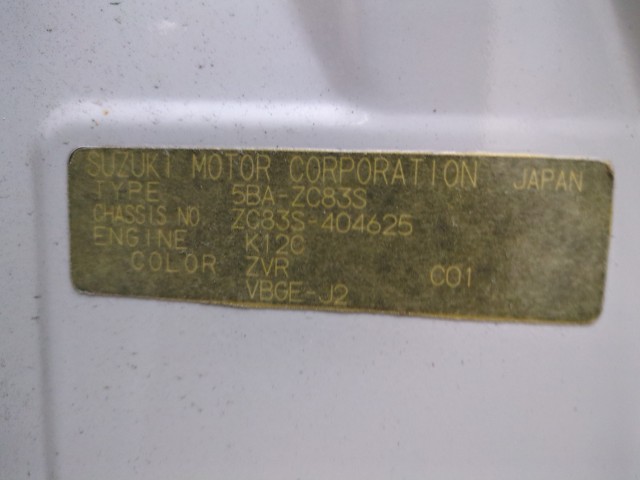 SUZUKI MOTOR CORPORATION JAPAN
TYPE 5BA-ZC83S
CHASSIS NO. ZC83S-404625
ENGINE K12C
COLOR ZVR C01
VBGE-J2